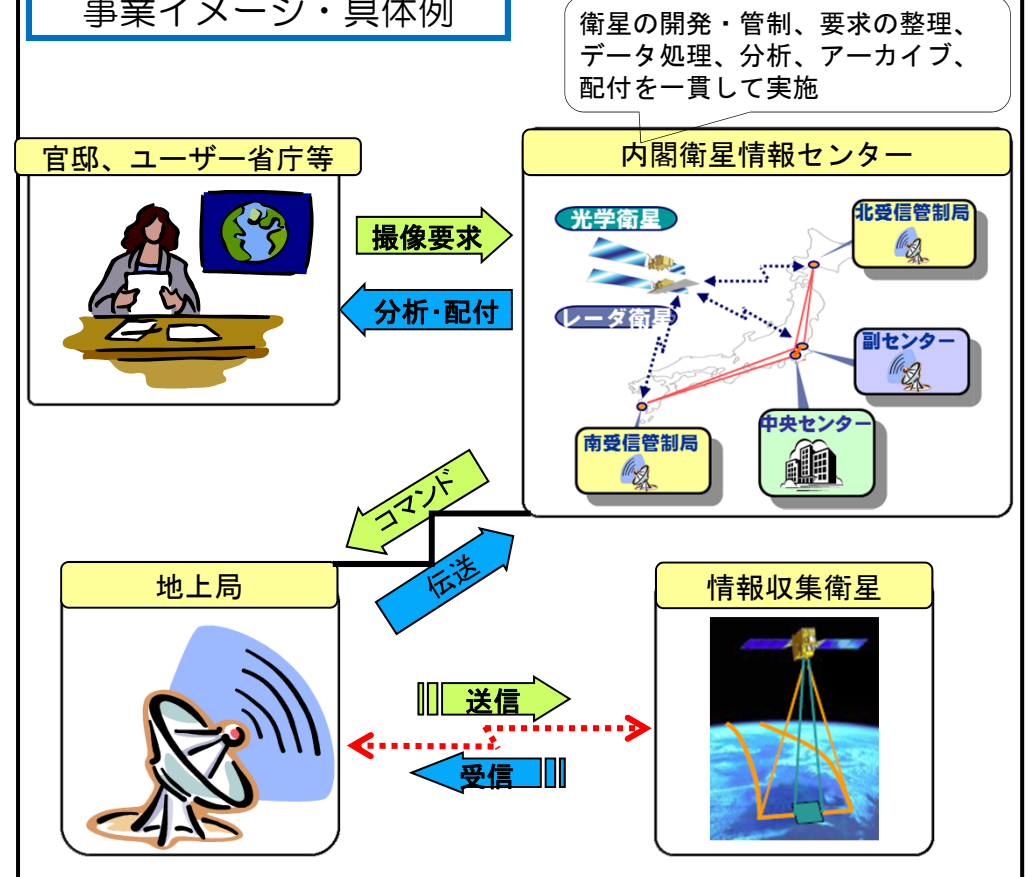 事業イメージ・具体例
衛星の開発・管制、要求の整理、
データ処理、分析、アーカイブ、
配付を一貫して実施
官邸、ユーザー省庁等
内閣衛星情報センター
撮像要求
分析・配付
光学衛星
レーダ衛星
北受信管制局
副センター
中央センター
南受信管制局
コマンド
伝送
地上局
情報収集衛星
送信
受信